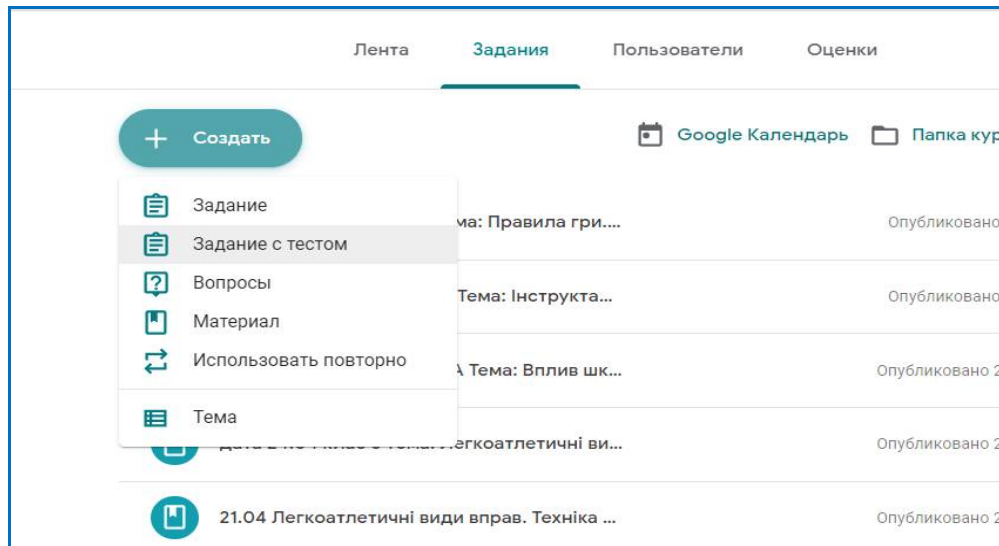 Лента Задания Пользователи Оценки
Создать
Google Календарь Папка кур
Задание
Задание с тестом
Вопросы
Материал
Использовать повторно
Тема
ма: Правила гри.... Опубликовано
Тема: Інструкта... Опубликовано
Тема: Вплив шк... Опубликовано 2
Легкоатлетичні ви... Опубликовано 2
21.04 Легкоатлетичні види вправ. Техніка ... Опубликовано 2